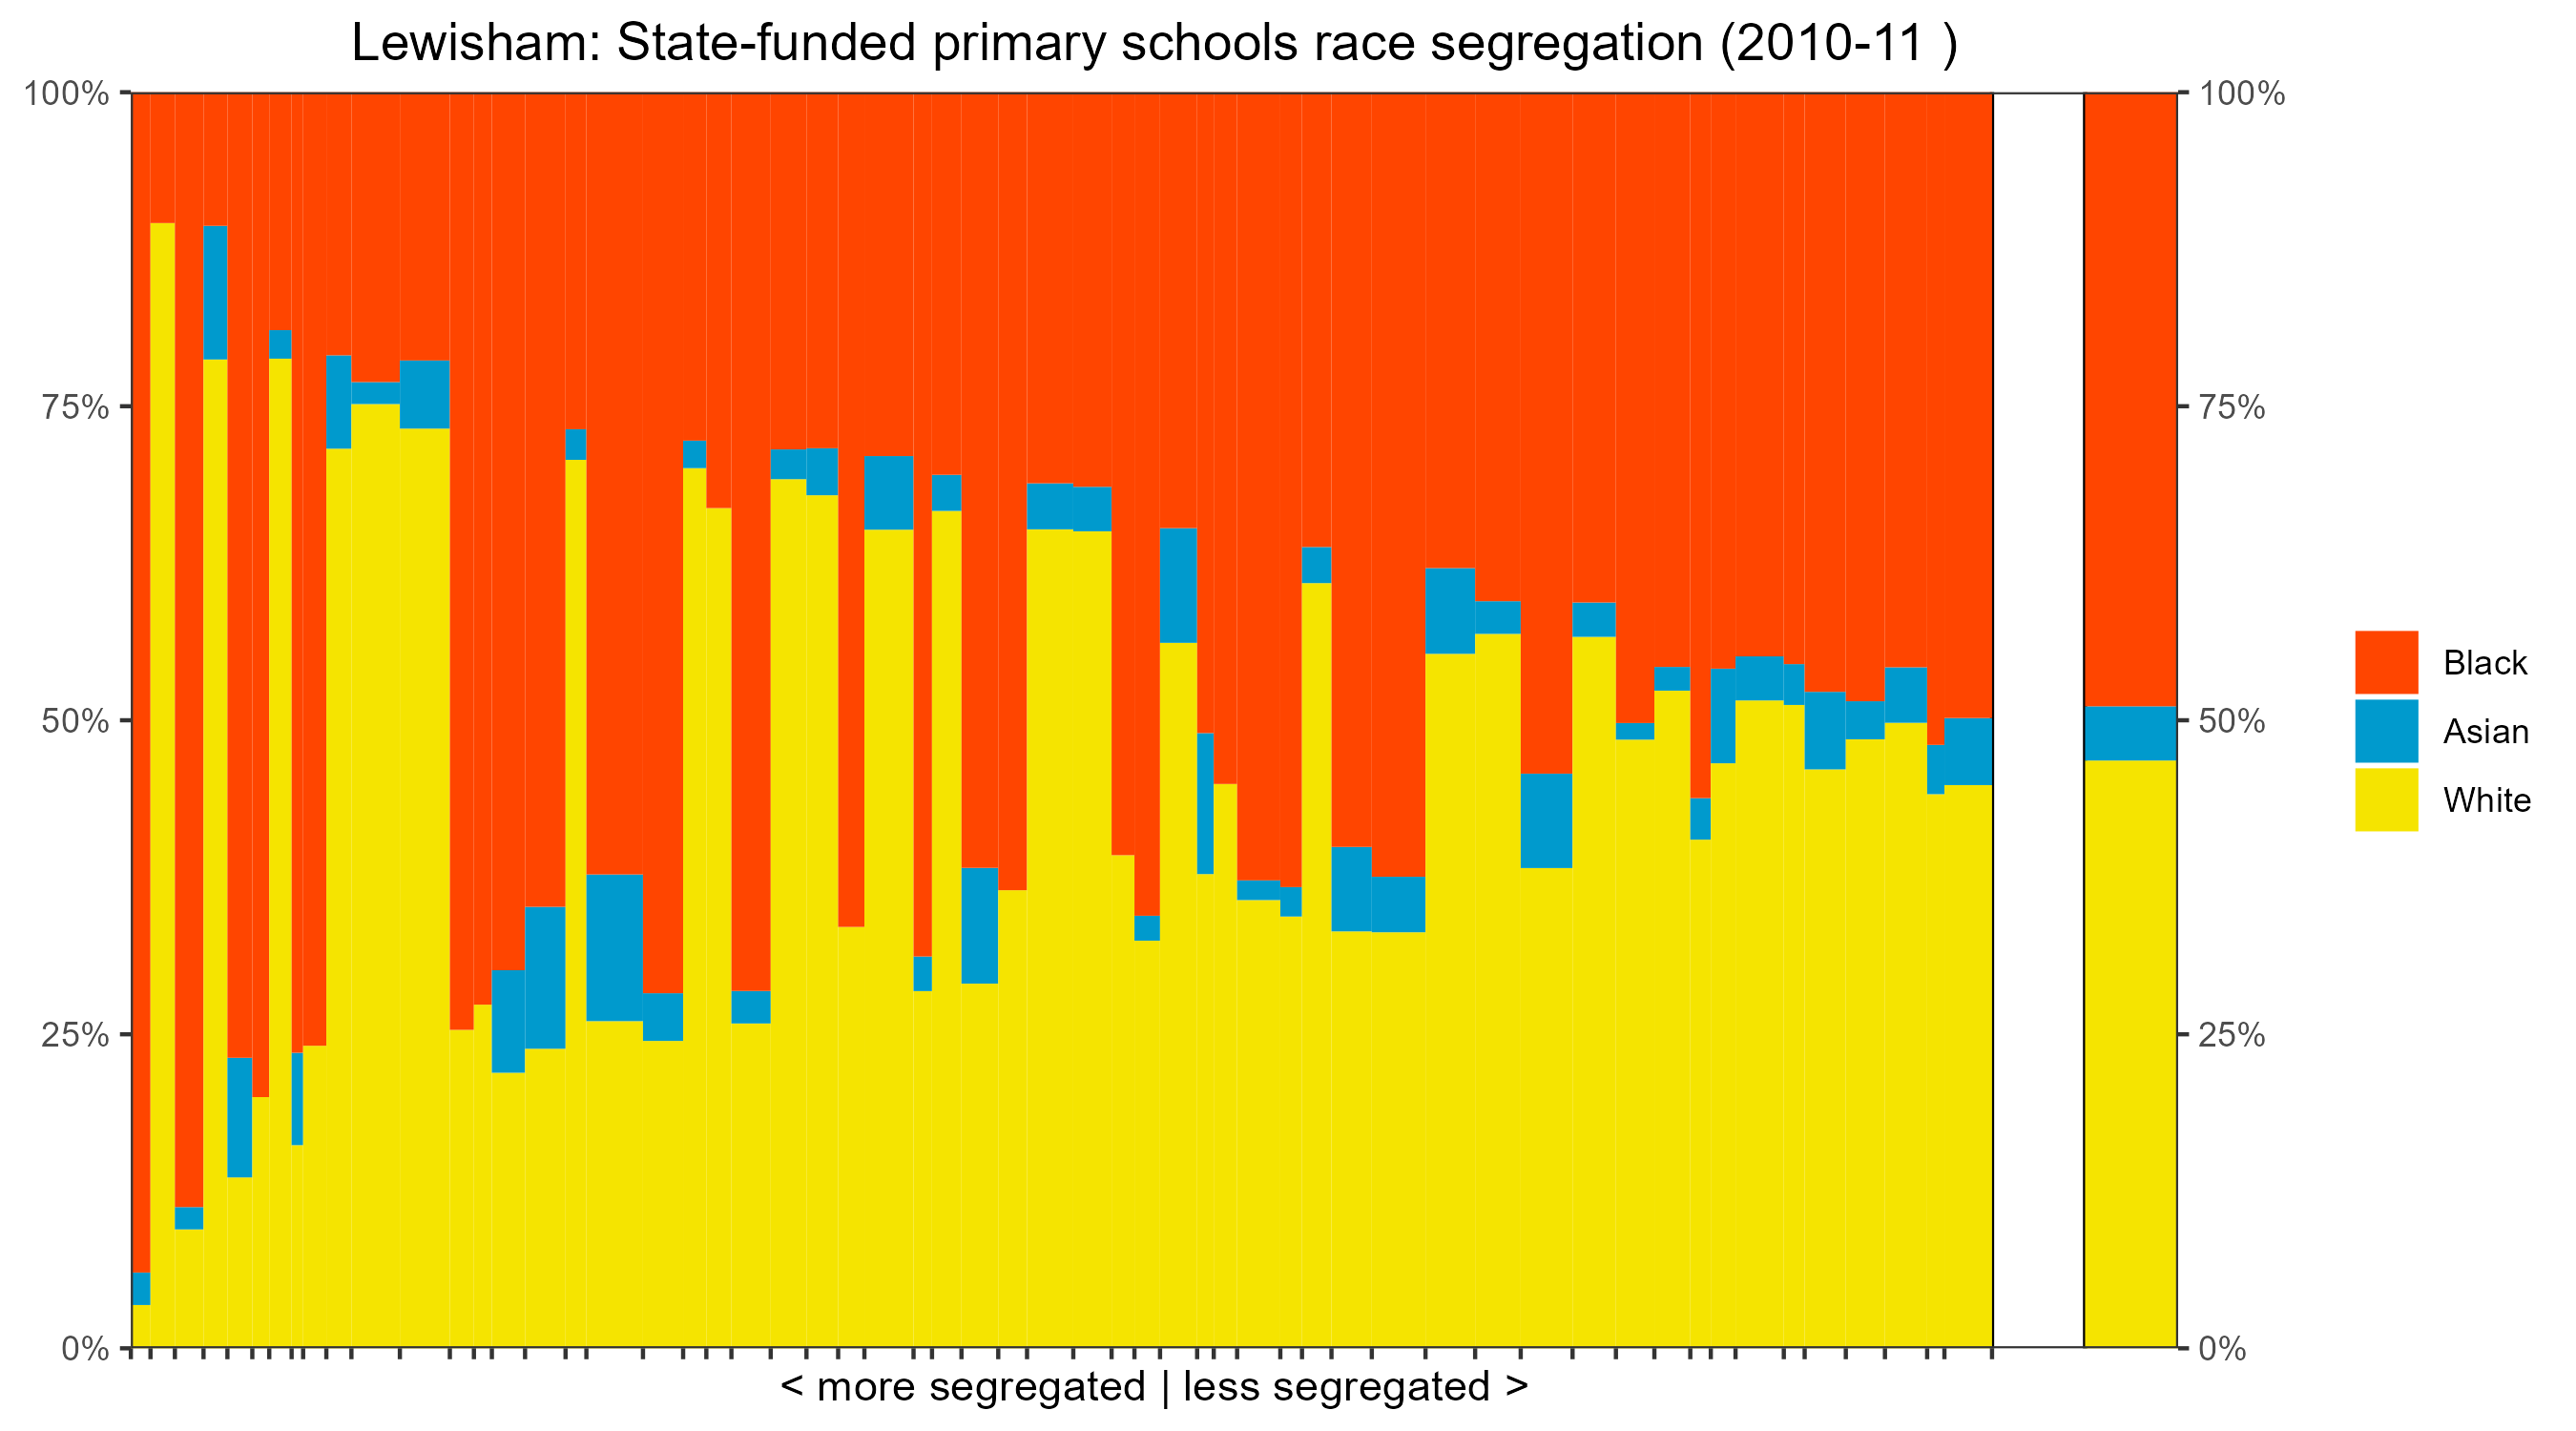 Lewisham: State-funded primary schools race segregation (2010-11 )
100%
75%
50%
25%
0%
100%
75%
50%
25%
0%
Black
Asian
White
< more segregated | less segregated >